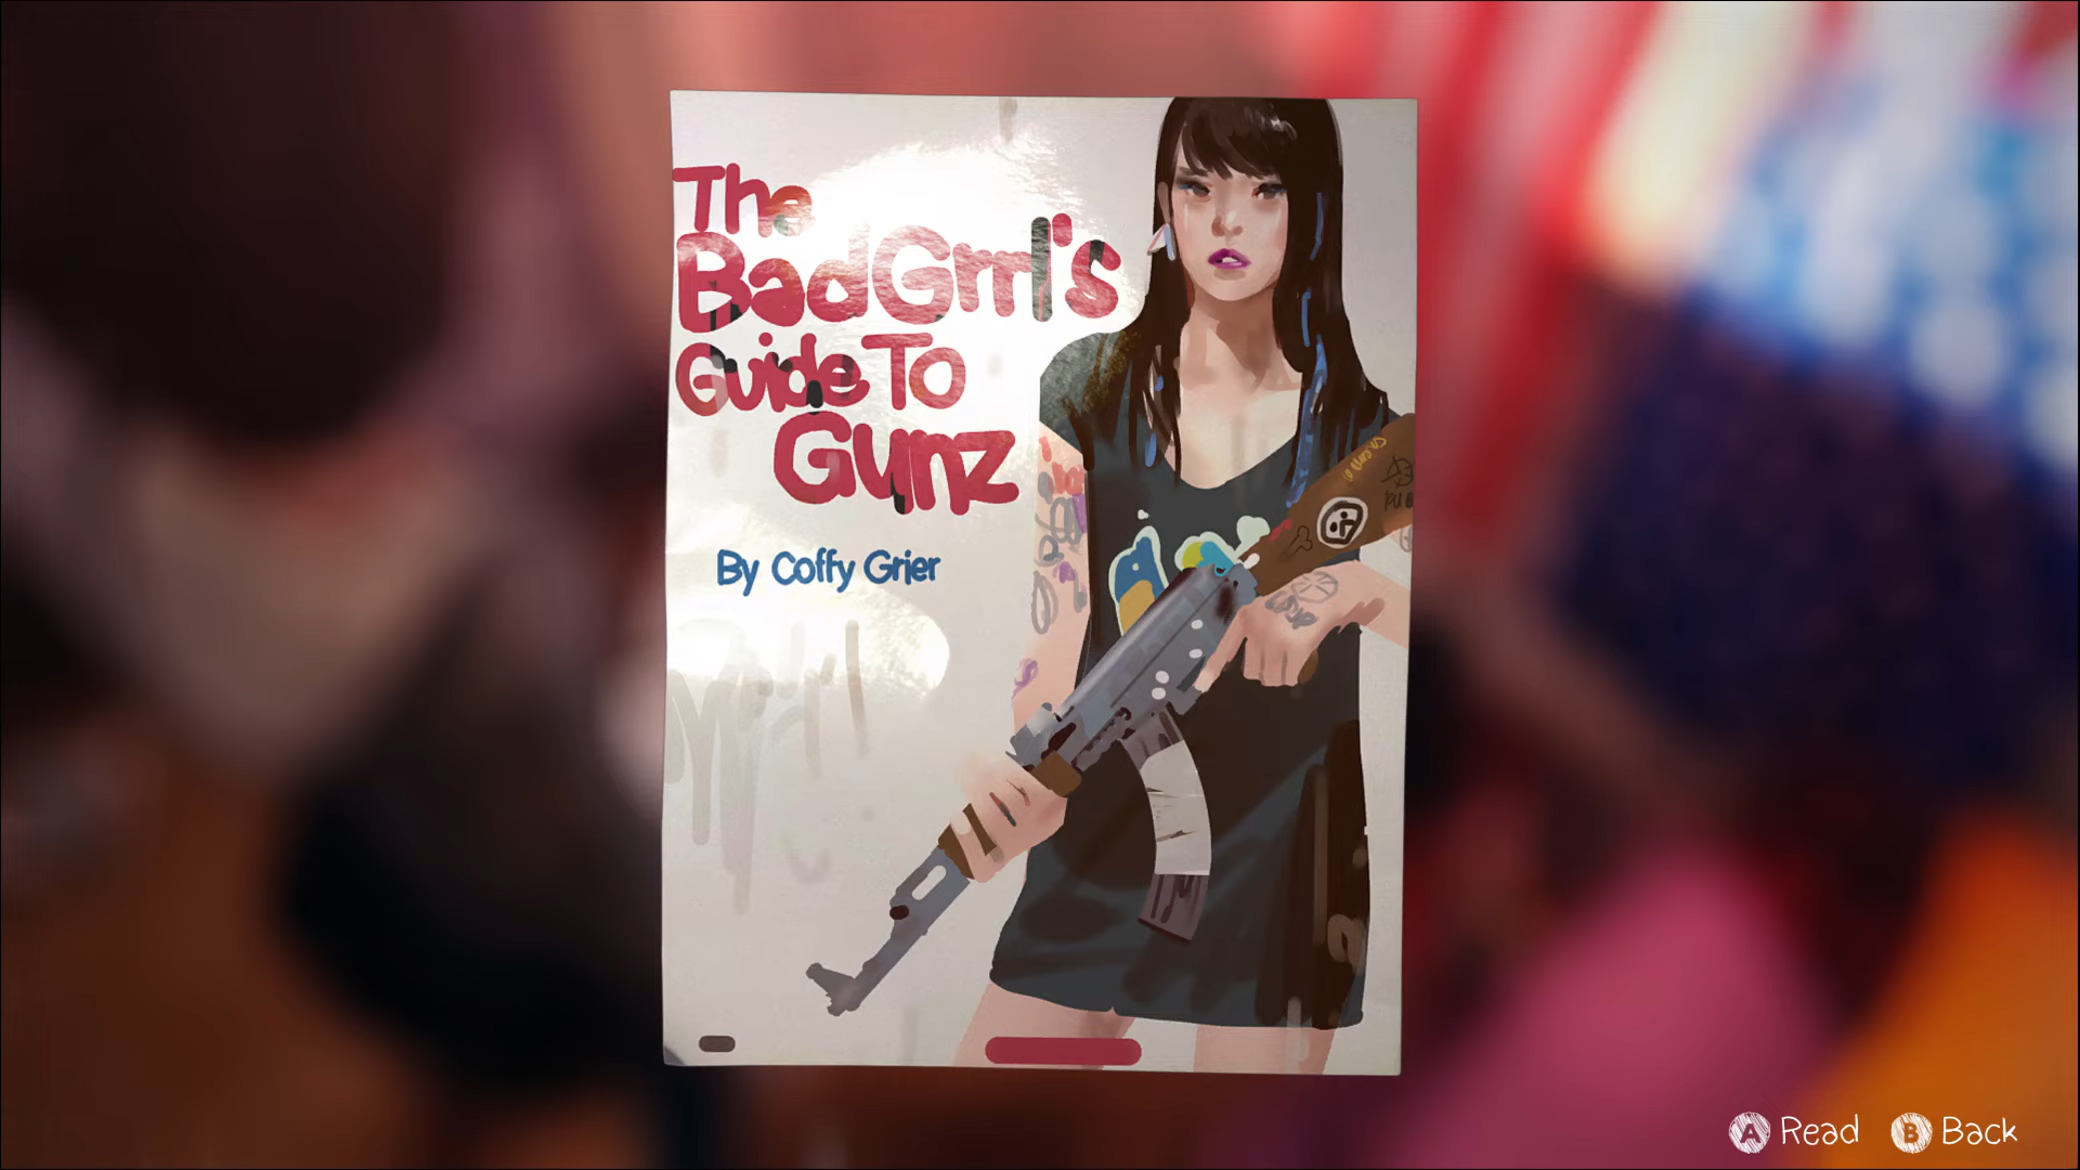 The
BadGrrl's
Guide To
Gunz
By Coffy Grier
A Read B Back